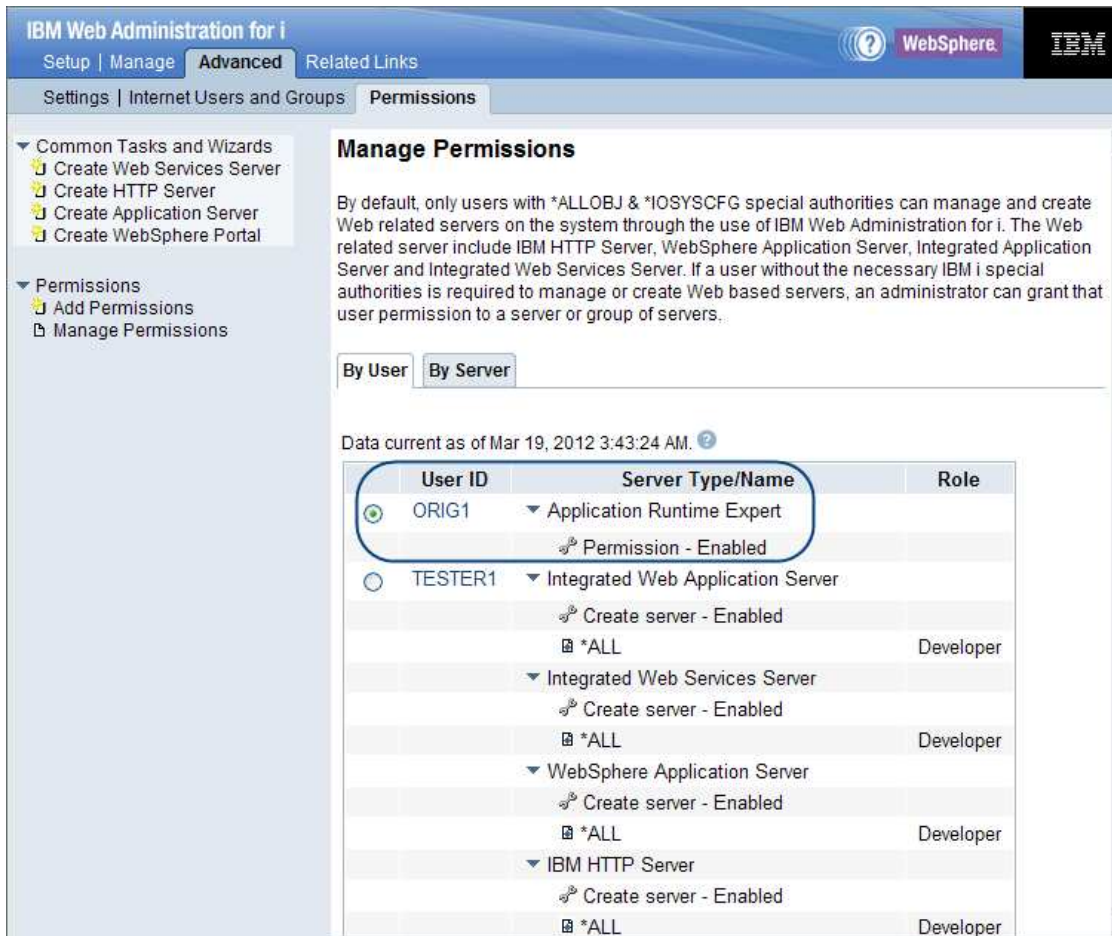 IBM Web Administration for i
WebSphere.
IBM
Setup | Manage Advanced Related Links
Settings | Internet Users and Groups Permissions
Common Tasks and Wizards
Create Web Services Server
Create HTTP Server
Create Application Server
Create WebSphere Portal
Permissions
Add Permissions
Manage Permissions
Manage Permissions
By default, only users with *ALLOBJ & *IOSYSCFG special authorities can manage and create
Web related servers on the system through the use of IBM Web Administration for i. The Web
related server include IBM HTTP Server, WebSphere Application Server, Integrated Application
Server and Integrated Web Services Server. If a user without the necessary IBM i special
authorities is required to manage or create Web based servers, an administrator can grant that
user permission to a server or group of servers.
By User By Server
Data current as of Mar 19, 2012 3:43:24 AM.
User ID Server Type/Name Role
ORIG1 Application Runtime Expert
Permission - Enabled
TESTER1 Integrated Web Application Server
Create server - Enabled
*ALL Developer
Integrated Web Services Server
Create server - Enabled
*ALL Developer
WebSphere Application Server
Create server - Enabled
*ALL Developer
IBM HTTP Server
Create server - Enabled
*ALL Developer